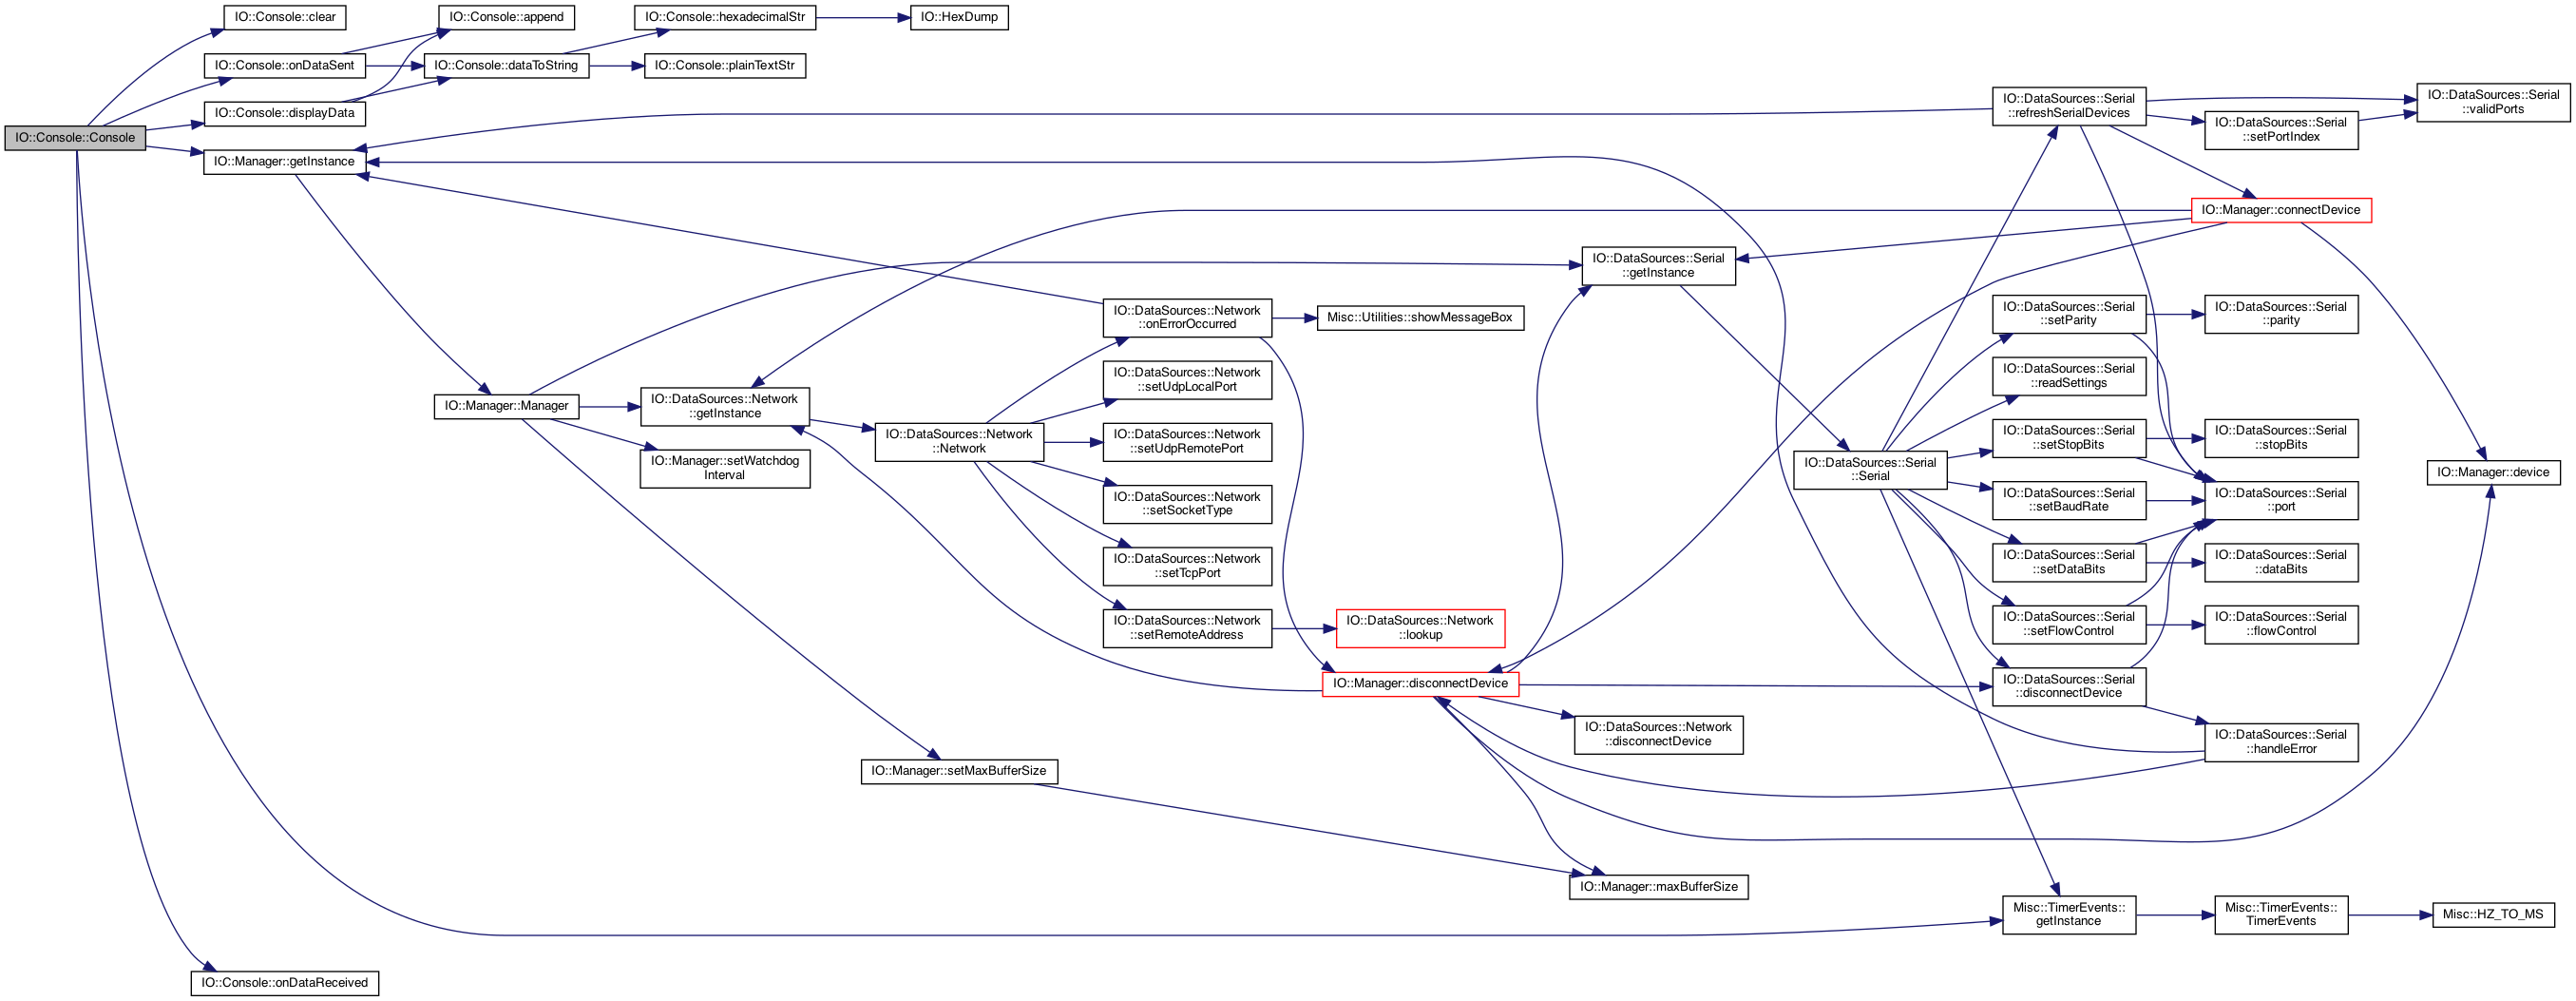 IO::Console::Console
IO::Console::clear
IO::Console::onDataSent
IO::Console::displayData
IO::Manager::getInstance
IO::Console::onDataReceived
IO::Console::append
IO::Console::dataToString
IO::Console::hexadecimalStr
IO::Console::plainTextStr
IO::HexDump
IO::Manager::Manager
IO::DataSources::Network
::getInstance
IO::Manager::setWatchdog
Interval
IO::Manager::setMaxBufferSize
IO::DataSources::Network
::Network
IO::DataSources::Network
::onErrorOccurred
IO::DataSources::Network
::setUdpLocalPort
IO::DataSources::Network
::setUdpRemotePort
IO::DataSources::Network
::setSocketType
IO::DataSources::Network
::setTcpPort
IO::DataSources::Network
::setRemoteAddress
Misc::Utilities::showMessageBox
IO::DataSources::Network
::lookup
IO::Manager::disconnectDevice
IO::DataSources::Serial
::getInstance
IO::DataSources::Network
::disconnectDevice
IO::Manager::maxBufferSize
IO::DataSources::Serial
::Serial
IO::DataSources::Serial
::refreshSerialDevices
IO::DataSources::Serial
::setParity
IO::DataSources::Serial
::readSettings
IO::DataSources::Serial
::setStopBits
IO::DataSources::Serial
::setBaudRate
IO::DataSources::Serial
::setDataBits
IO::DataSources::Serial
::setFlowControl
IO::DataSources::Serial
::disconnectDevice
Misc::TimerEvents::
getInstance
IO::DataSources::Serial
::setPortIndex
IO::Manager::connectDevice
IO::DataSources::Serial
::parity
IO::DataSources::Serial
::stopBits
IO::DataSources::Serial
::port
IO::DataSources::Serial
::dataBits
IO::DataSources::Serial
::flowControl
IO::DataSources::Serial
::handleError
Misc::TimerEvents::
TimerEvents
IO::DataSources::Serial
::validPorts
IO::Manager::device
Misc::HZ_TO_MS